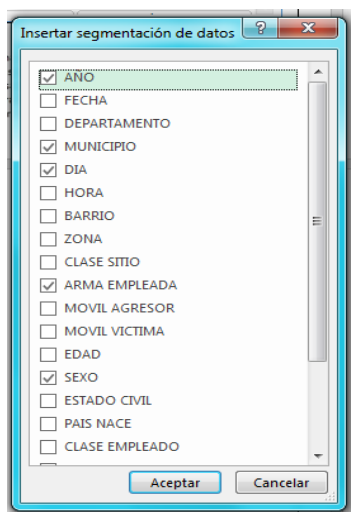 Insertar segmentación de datos
AÑO
FECHA
DEPARTAMENTO
MUNICIPIO
DIA
HORA
BARRIO
ZONA
CLASE SITIO
ARMA EMPLEADA
MOVIL AGRESOR
MOVIL VICTIMA
EDAD
SEXO
ESTADO CIVIL
PAIS NACE
CLASE EMPLEADO
Aceptar Cancelar